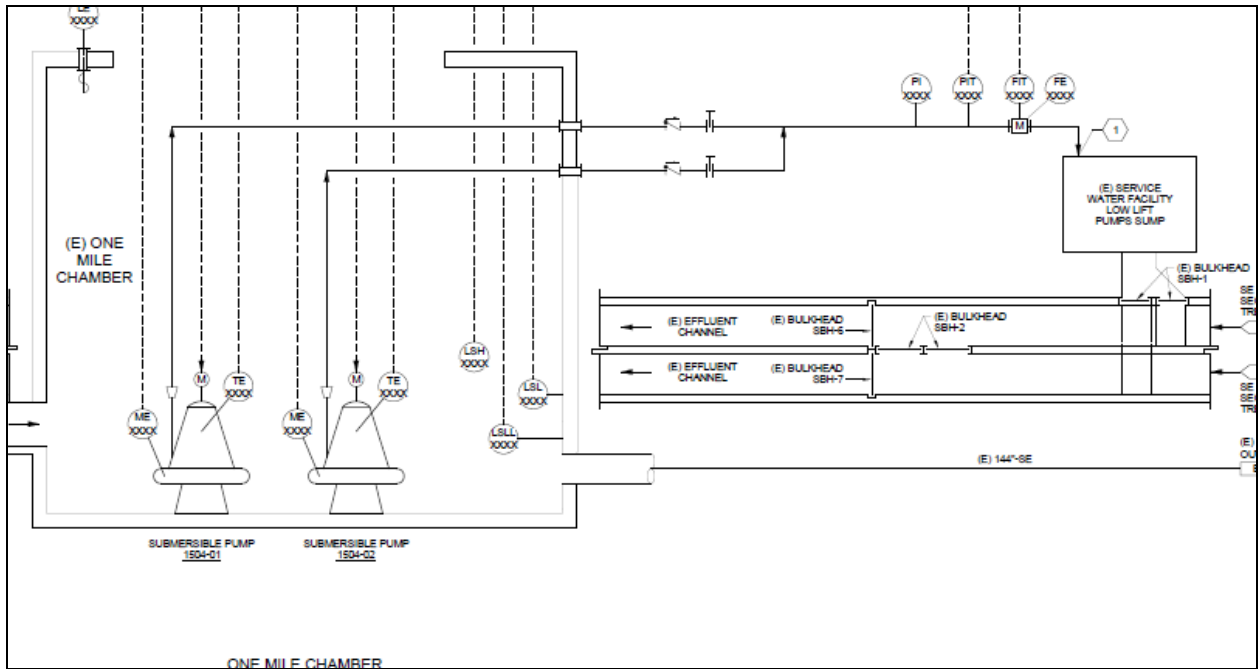 XXXX
PI
XXXX
PIT
XXXX
FIT
XXXX
FE
XXXX
M
1
(E) SERVICE
WATER FACILITY
LOW LIFT
PUMPS SUMP
(E) ONE
MILE
CHAMBER
(E) BULKHEAD
SBH-1
(E) EFFLUENT
CHANNEL
(E) BULKHEAD
SBH-6
(E) BULKHEAD
SBH-2
(E) EFFLUENT
CHANNEL
(E) BULKHEAD
SBH-7
SE
SE
LSH
XXXX
LSL
XXXX
LSLL
XXXX
M
TE
XXXX
M
TE
XXXX
ME
XXXX
ME
XXXX
(E) 144"-SE
(E)
SUBMERSIBLE PUMP
1504-01
SUBMERSIBLE PUMP
1504-02
ONE MILE CHAMBER